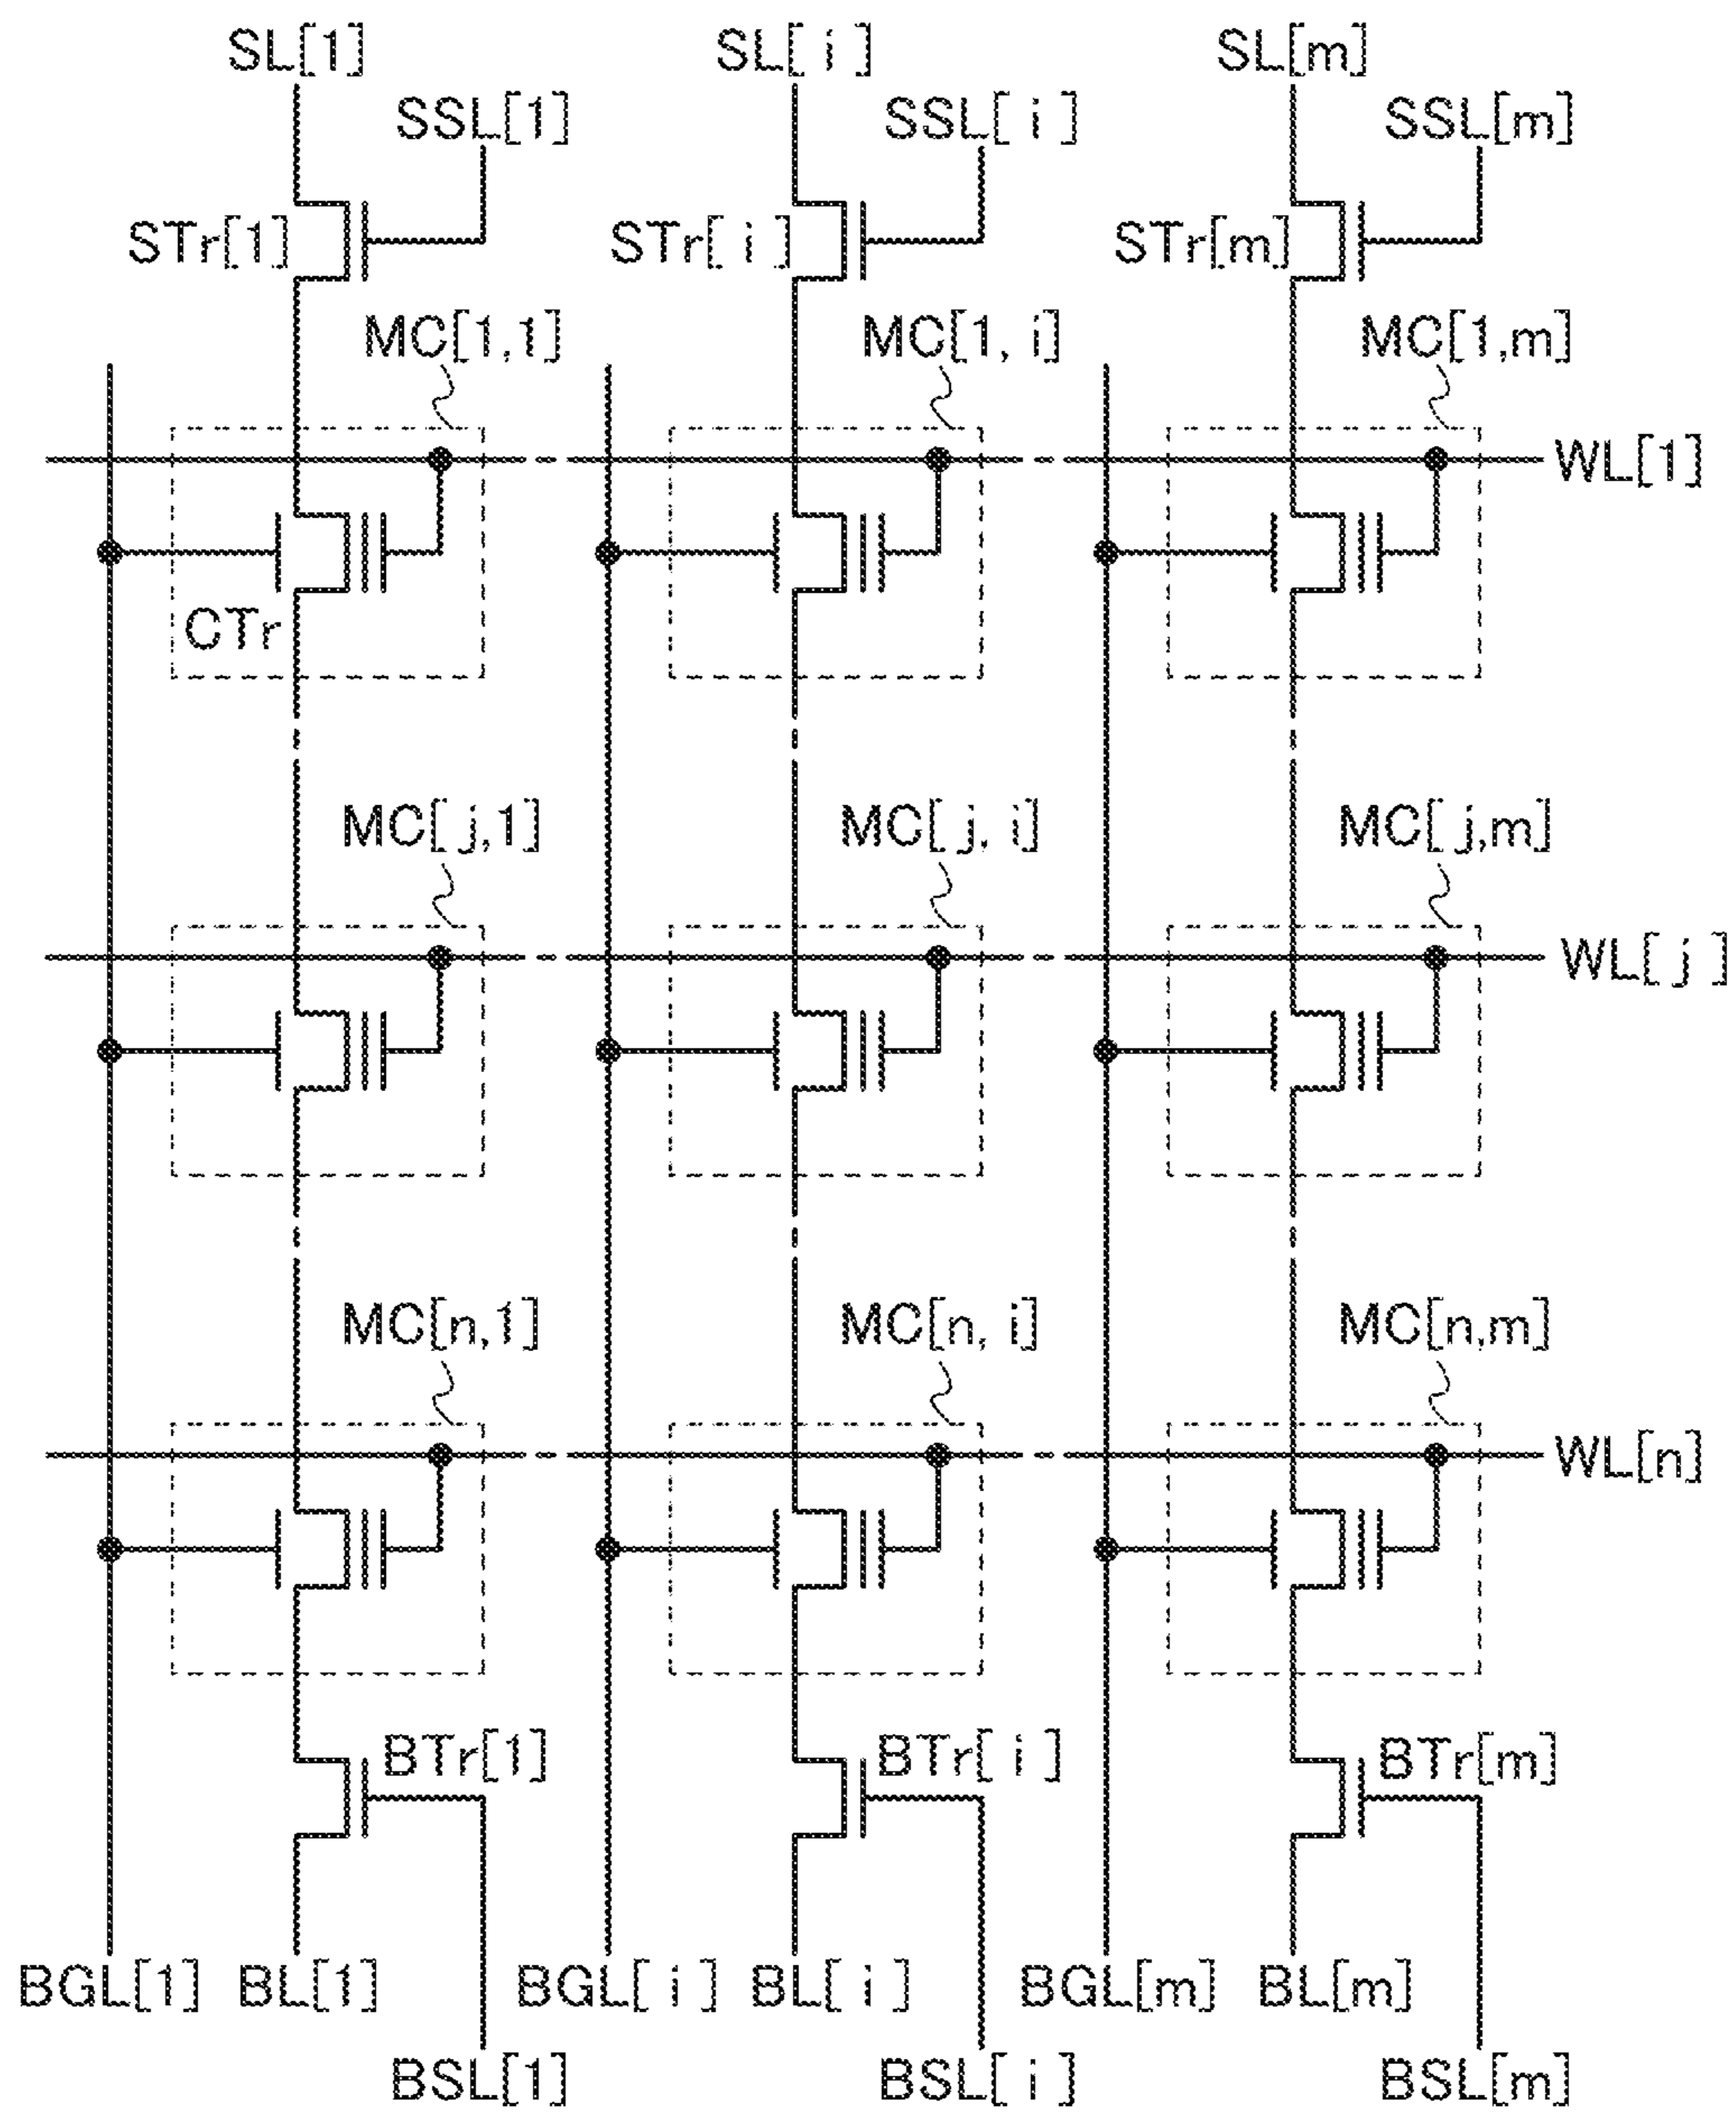 SL[1] SL[ i ] SL[m]
SSL[1] SSL[ i ] SSL[m]
STr[1] STr[ i ] STr[m]
MC[1,1] MC[1, i] MC[1,m]
WL[1]
CTr
MC[ j,1] MC[ j, i] MC[ j,m]
WL[ j ]
MC[n,1] MC[n, i] MC[n,m]
WL[n]
BTr[1] BTr[ i ] BTr[m]
BGL[1] BL[1] BGL[ i ] BL[ i ] BGL[m] BL[m]
BSL[1] BSL[ i ] BSL[m]